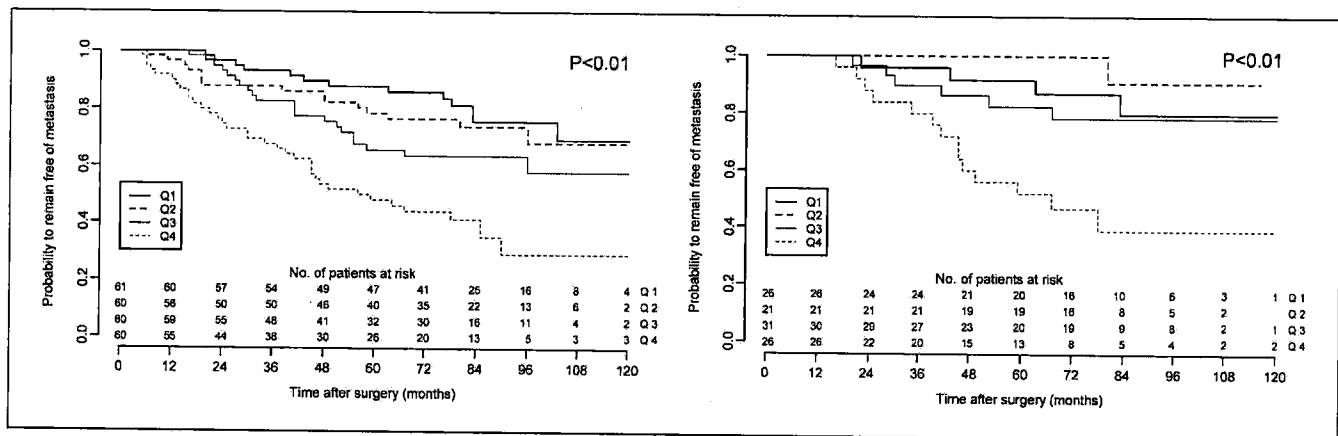 P<0.01
Probability to remain free of metastasis
1.0
0.8
0.6
0.4
0.2
0.0
Q1
Q2
Q3
Q4
No. of patients at risk
61 60 57 54 49 47 41 25 16 8 4 Q 1
60 56 50 50 46 40 35 22 13 6 2 Q 2
60 59 55 48 41 32 30 16 11 4 2 Q 3
60 55 44 38 30 26 20 13 5 3 3 Q 4
0 12 24 36 48 60 72 84 96 108 120
Time after surgery (months)
P<0.01
Probability to remain free of metastasis
1.0
0.8
0.6
0.4
0.2
0.0
Q1
Q2
Q3
Q4
No. of patients at risk
26 26 24 24 21 20 16 10 6 3 1 Q 1
21 21 21 21 19 19 16 8 5 2 Q 2
31 30 29 27 23 20 19 9 8 2 1 Q 3
26 26 22 20 15 13 8 5 4 2 2 Q 4
0 12 24 36 48 60 72 84 96 108 120
Time after surgery (months)